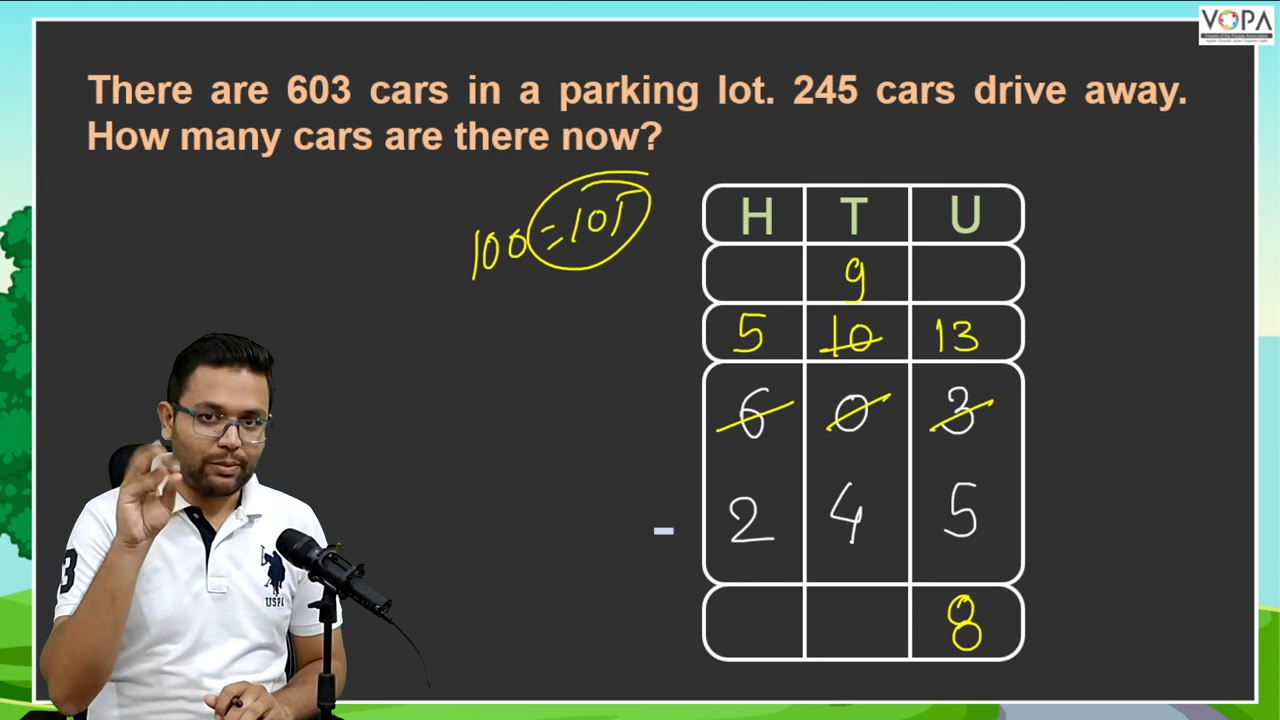 VOPA
There are 603 cars in a parking lot. 245 cars drive away.
How many cars are there now?
100 = 10T
H T U
9
5 10 13
6 0 3
- 2 4 5
8
3
USPA